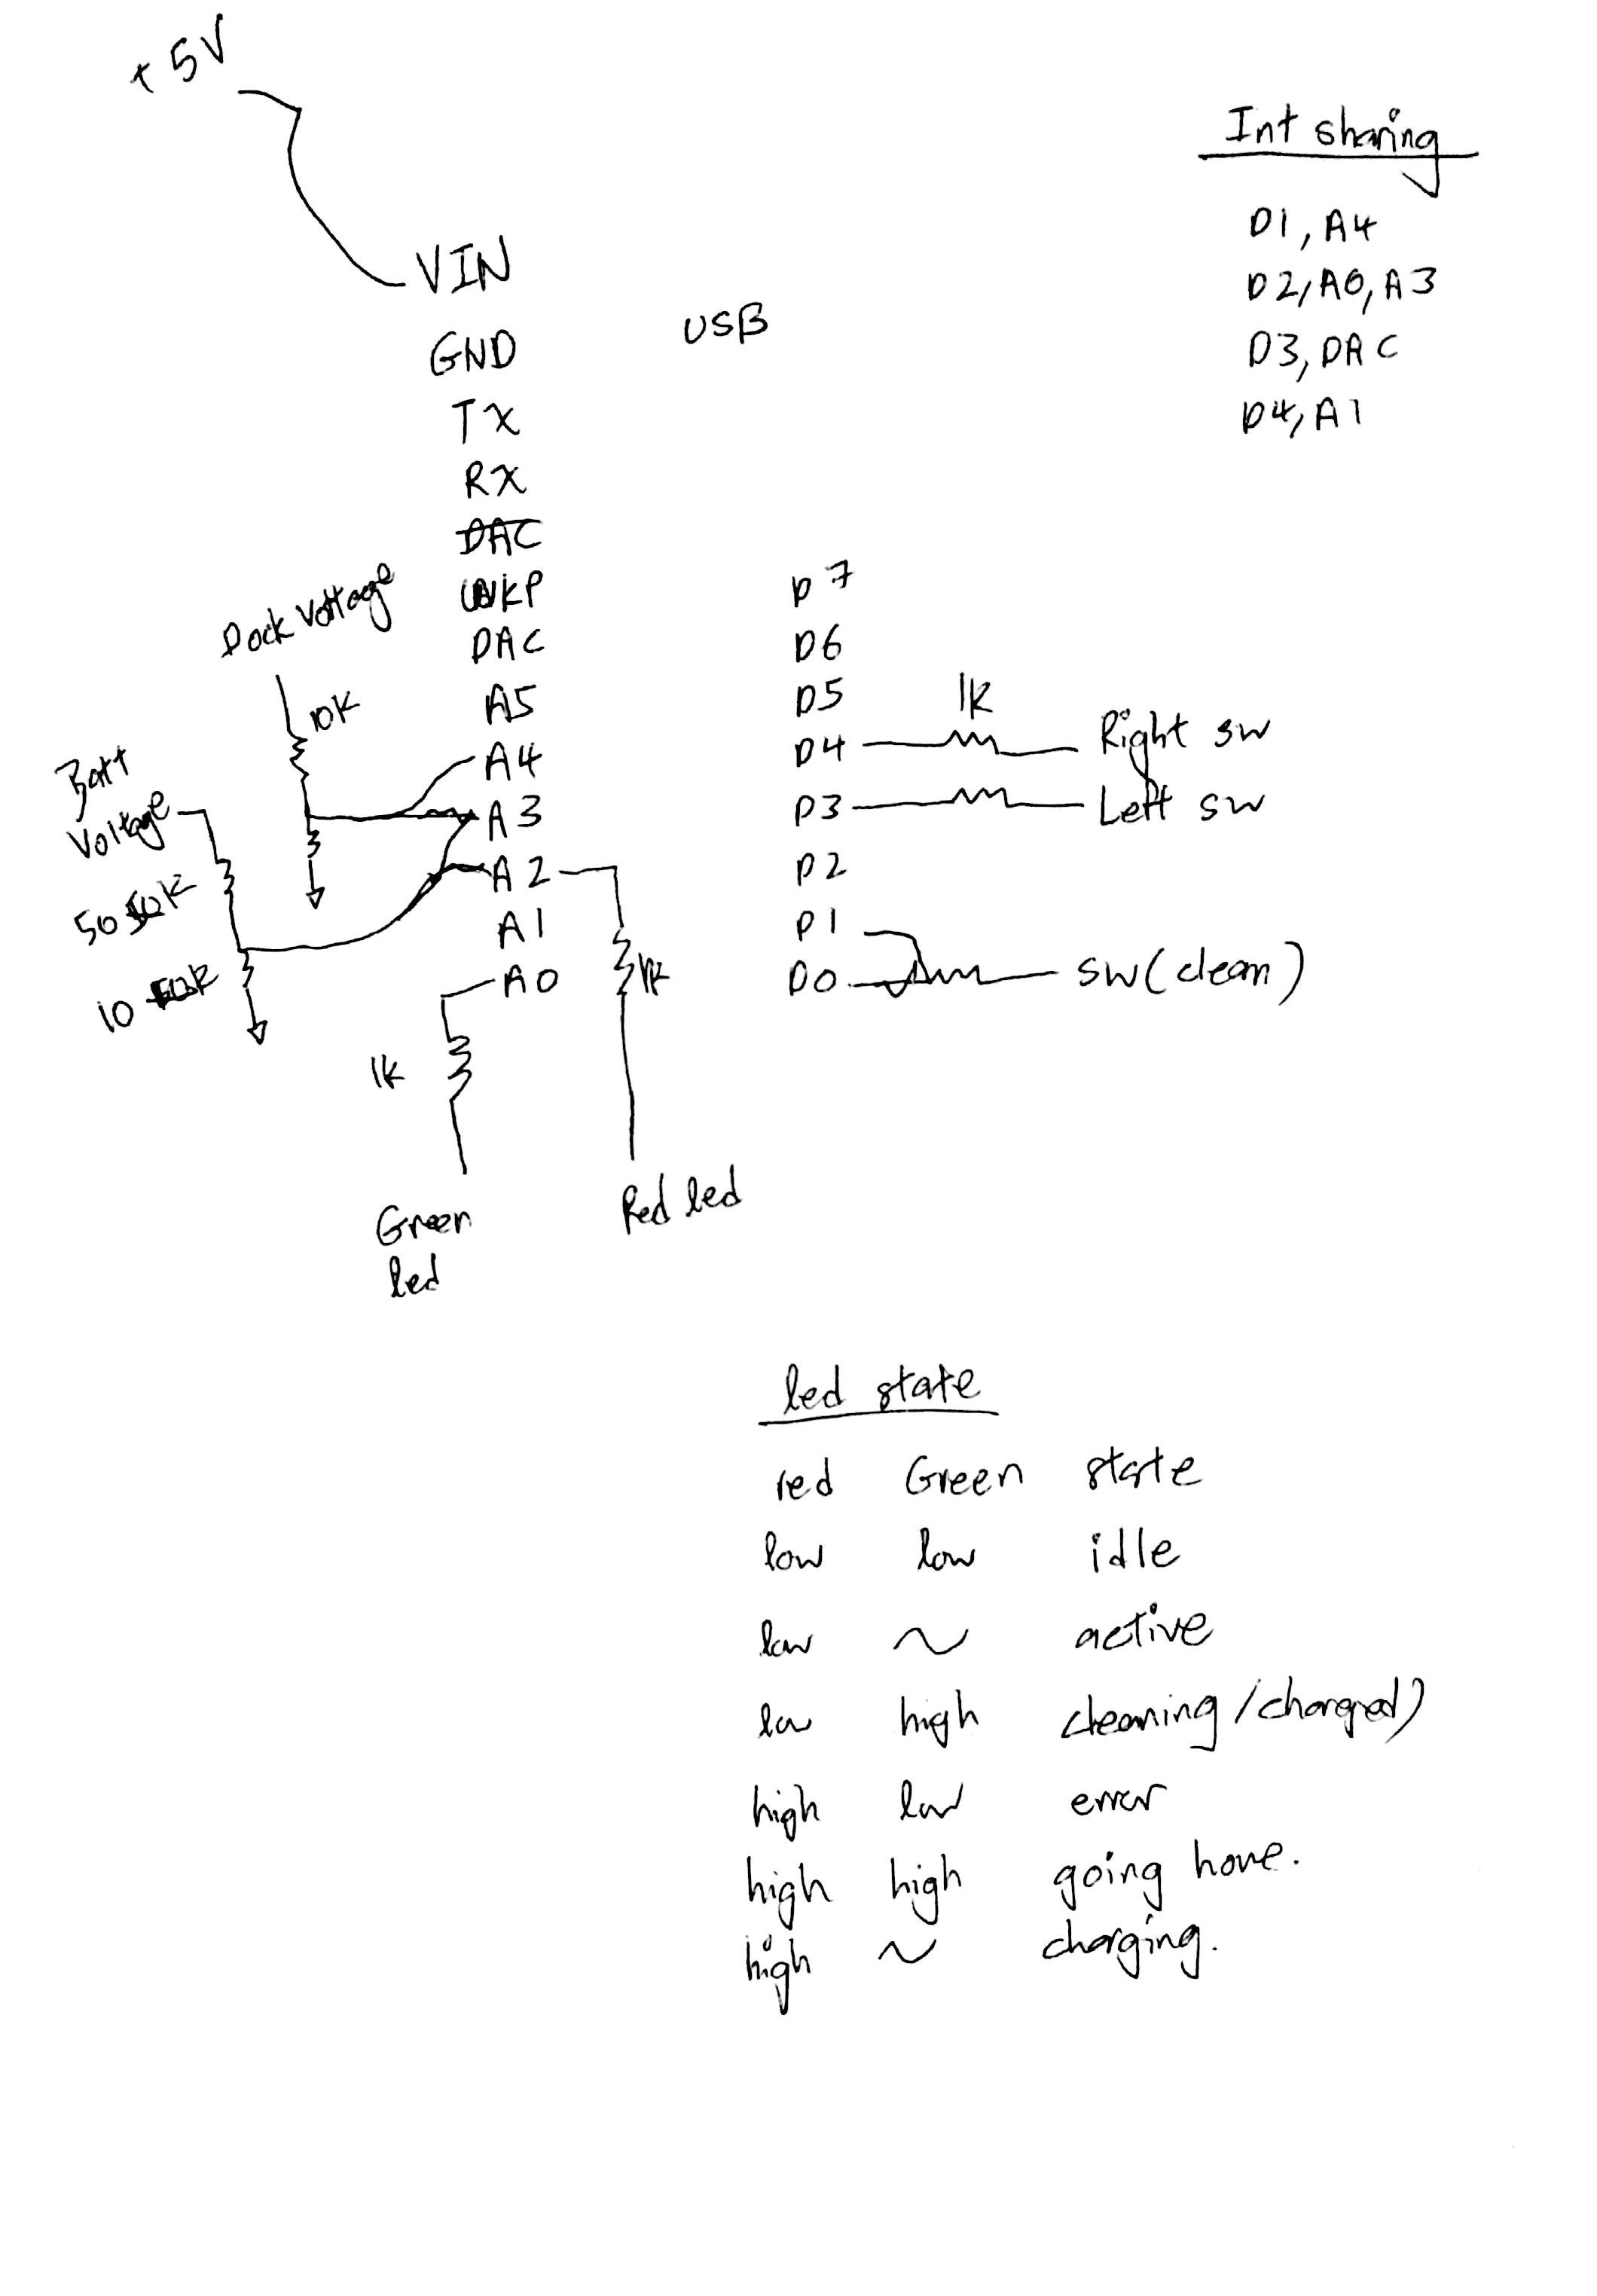 +5V
Int sharing
D1, A4
D2, A0, A3
D3, DAC
D4, A1
VIN
USB
GND
TX
RX
DAC
WKP
DAC
A5
A4
A3
A2
A1
A0
Dock Voltage
10K
Batt
Voltage
50 K
10 K
1k
Green
led
1k
Red led
D7
D6
D5
1K
D4
Right sw
D3
Left sw
D2
D1
D0
sw (clean)
led state
red Green state
low low idle
low ~ active
low high cleaning / charged)
high low error
high high going home.
high ~ charging.